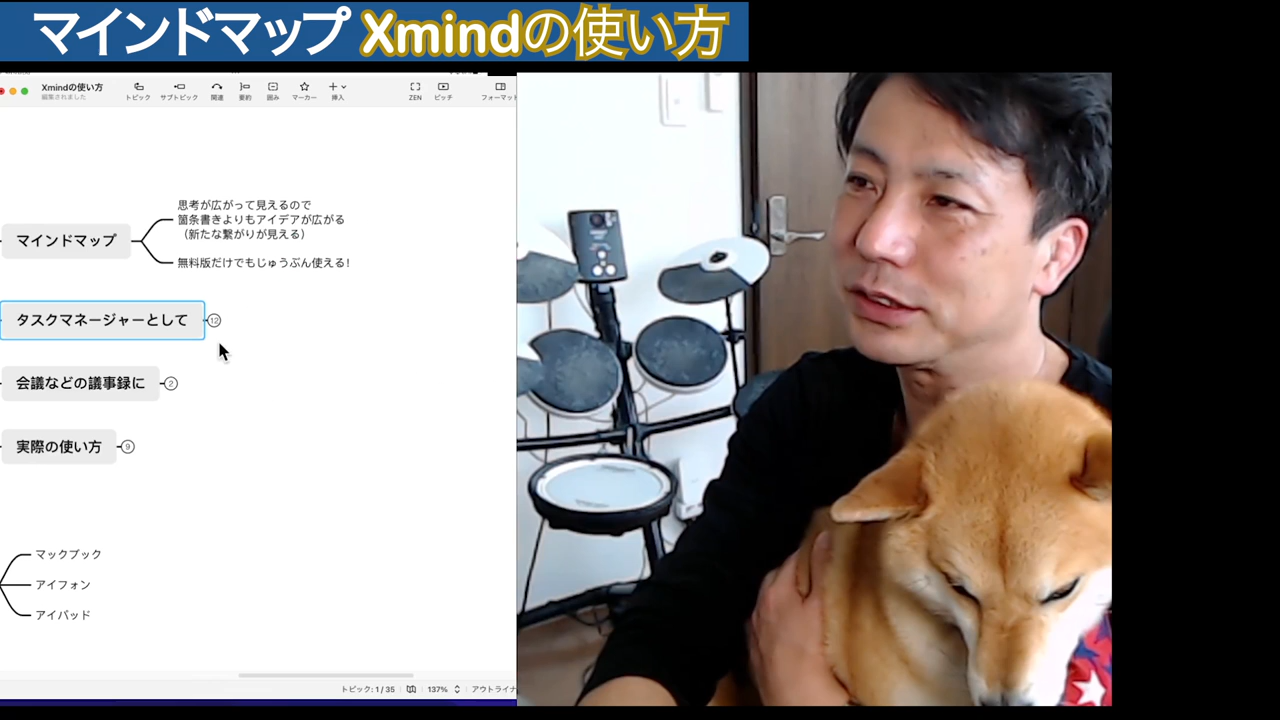 マインドマップ Xmindの使い方
Xmindの使い方
編集されました
トピック
サブトピック
関連
要約
囲み
マーカー
挿入
ZEN
ピッチ
フォーマット
マインドマップ
思考が広がって見えるので
箇条書きよりもアイデアが広がる
（新たな繋がりが見える）
無料版だけでもじゅうぶん使える！
タスクマネージャーとして
12
会議などの議事録に
2
実際の使い方
9
マックブック
アイフォン
アイパッド
トピック: 1 / 35
137%
アウトライナ